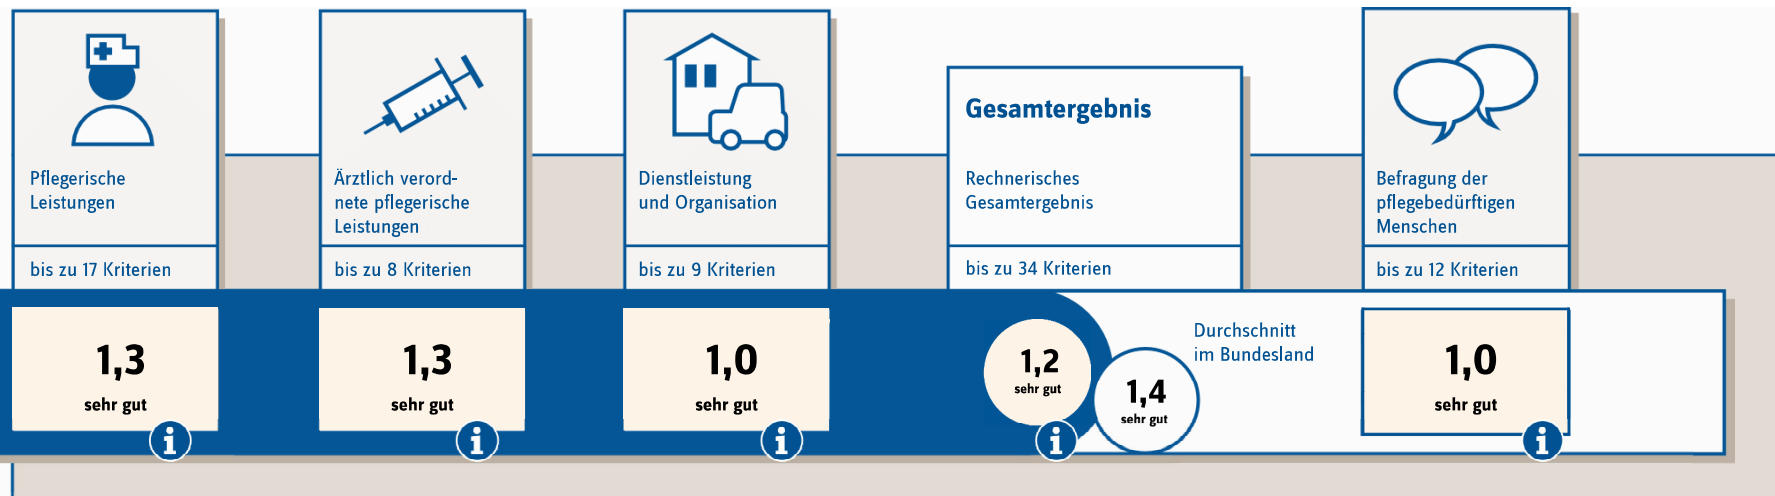 Pflegerische
Leistungen
bis zu 17 Kriterien
1,3
sehr gut
i
Ärztlich verord-
nete pflegerische
Leistungen
bis zu 8 Kriterien
1,3
sehr gut
i
Dienstleistung
und Organisation
bis zu 9 Kriterien
1,0
sehr gut
i
Gesamtergebnis
Rechnerisches
Gesamtergebnis
bis zu 34 Kriterien
1,2
sehr gut
i
1,4
sehr gut
Durchschnitt
im Bundesland
Befragung der
pflegebedürftigen
Menschen
bis zu 12 Kriterien
1,0
sehr gut
i